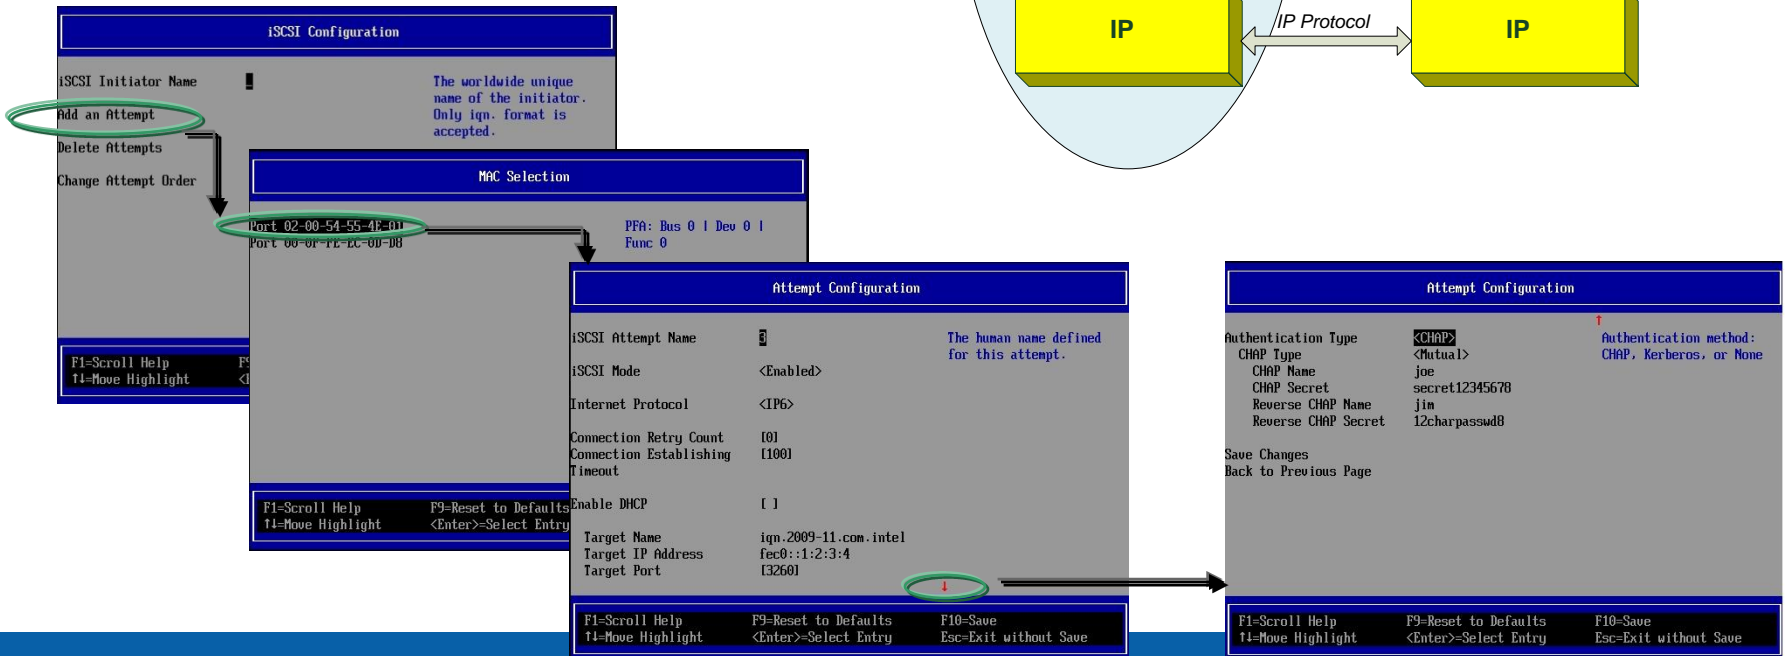 IP
IP Protocol
IP
iSCSI Configuration
iSCSI Initiator Name
The worldwide unique
name of the initiator.
Only iqn. format is
accepted.
Add an Attempt
Delete Attempts
Change Attempt Order
F1=Scroll Help
↑↓=Move Highlight
MAC Selection
Port 02-00-54-55-4E-01
Port 00-0F-FE-EC-0D-D8
PFA: Bus 0 | Dev 0 |
Func 0
F1=Scroll Help F9=Reset to Defaults
↑↓=Move Highlight <Enter>=Select Entry
Attempt Configuration
iSCSI Attempt Name 3
The human name defined
for this attempt.
iSCSI Mode <Enabled>
Internet Protocol <IP6>
Connection Retry Count [0]
Connection Establishing [100]
Timeout
Enable DHCP [ ]
Target Name iqn.2009-11.com.intel
Target IP Address fec0::1:2:3:4
Target Port [3260]
↓
F1=Scroll Help F9=Reset to Defaults F10=Save
↑↓=Move Highlight <Enter>=Select Entry Esc=Exit without Save
Attempt Configuration
↑
Authentication Type <CHAP>
Authentication method:
CHAP, Kerberos, or None
CHAP Type <Mutual>
CHAP Name joe
CHAP Secret secret12345678
Reverse CHAP Name jim
Reverse CHAP Secret 12charpasswd8
Save Changes
Back to Previous Page
F1=Scroll Help F9=Reset to Defaults F10=Save
↑↓=Move Highlight <Enter>=Select Entry Esc=Exit without Save